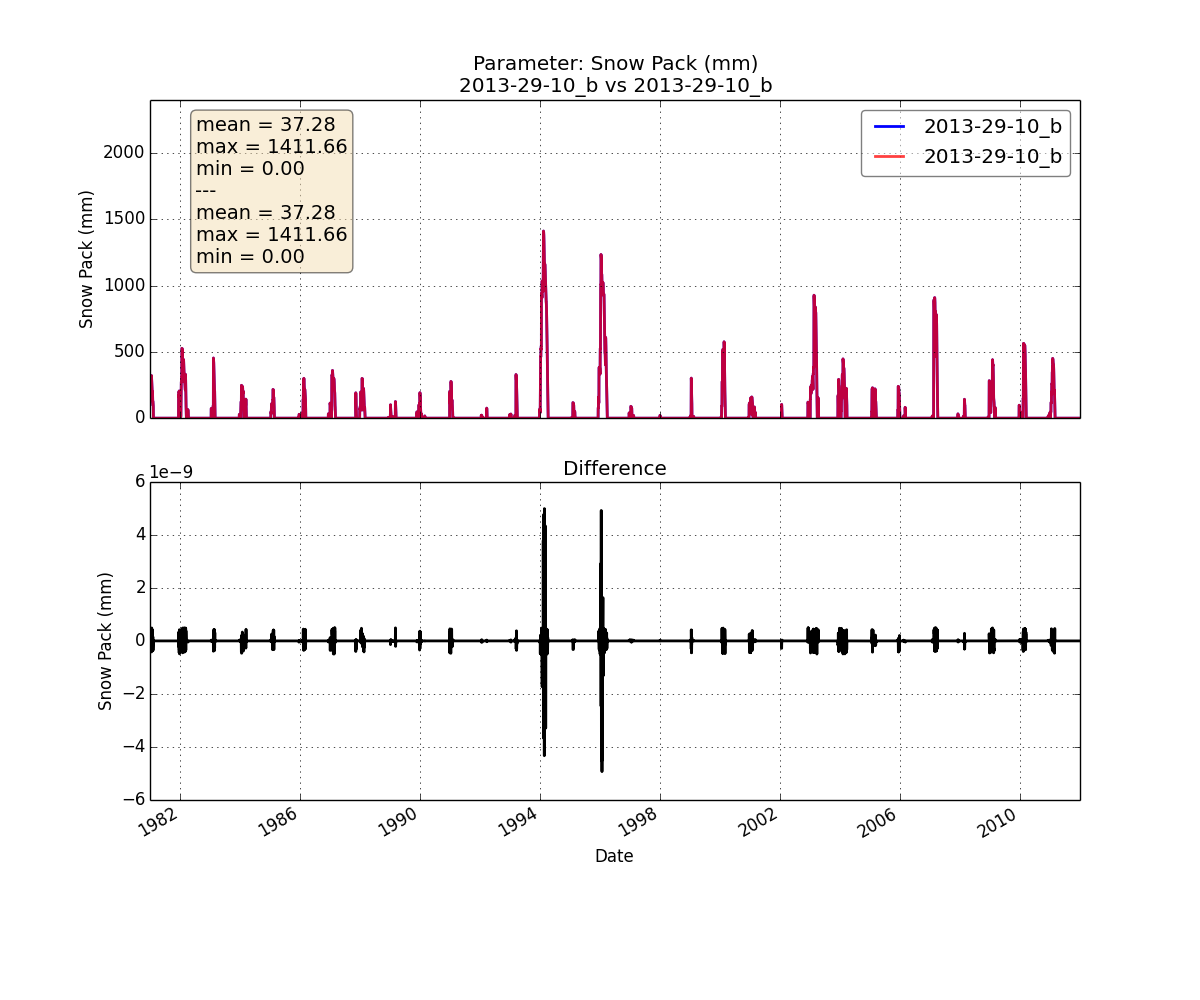 Parameter: Snow Pack (mm)
2013-29-10_b vs 2013-29-10_b
mean = 37.28
max = 1411.66
min = 0.00
---
mean = 37.28
max = 1411.66
min = 0.00
2013-29-10_b
2013-29-10_b
Snow Pack (mm)
2000
1500
1000
500
0
Difference
1e−9
Snow Pack (mm)
6
4
2
0
−2
−4
−6
1982
1986
1990
1994
1998
2002
2006
2010
Date